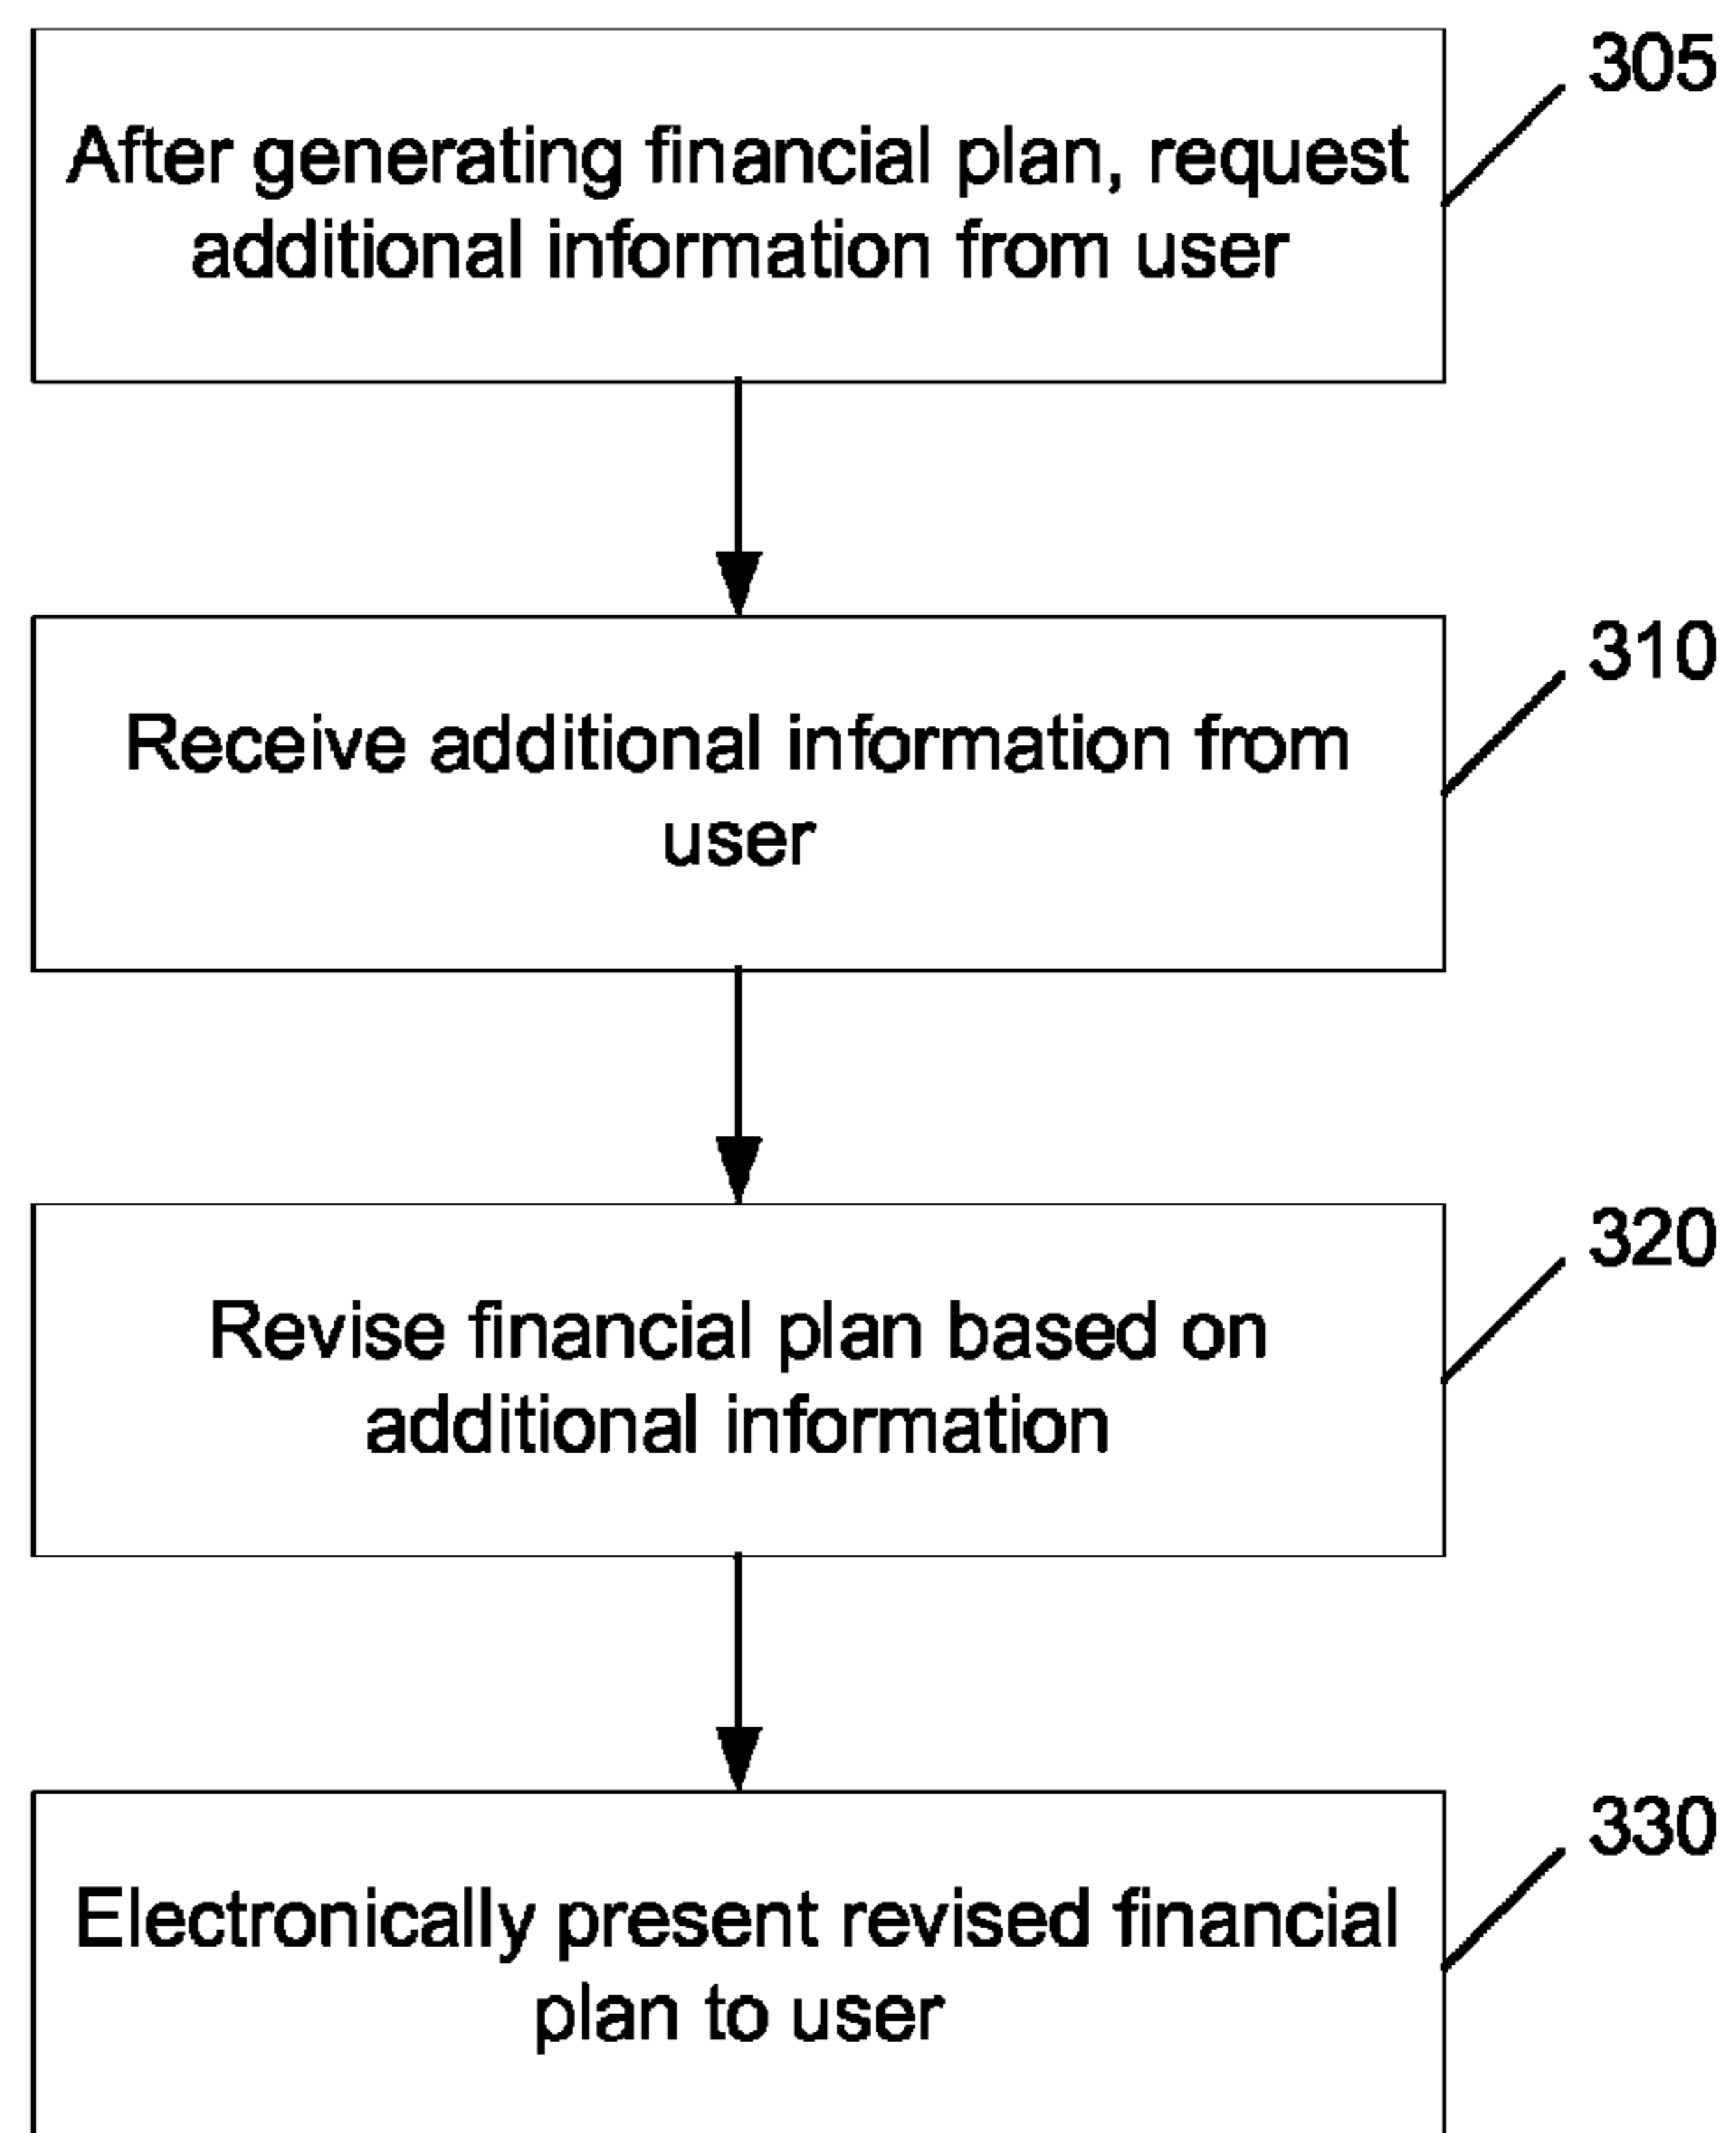 305
After generating financial plan, request
additional information from user
310
Receive additional information from
user
320
Revise financial plan based on
additional information
330
Electronically present revised financial
plan to user